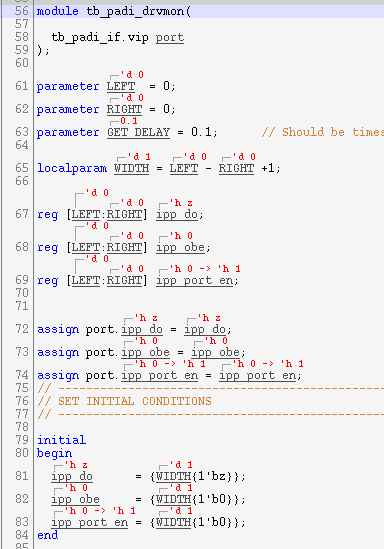 56 module tb_padi_drvmon(
57
58 tb_padi_if.vip port
59 );
60
'd 0
61 parameter LEFT = 0;
'd 0
62 parameter RIGHT = 0;
0.1
63 parameter GET_DELAY = 0.1; // Should be times
64
'd 1 'd 0 'd 0
65 localparam WIDTH = LEFT - RIGHT +1;
66
'd 0
'd 0 'h z
67 reg [LEFT:RIGHT] ipp_do;
'd 0
'd 0 'h 0
68 reg [LEFT:RIGHT] ipp_obe;
'd 0
'd 0 'h 0 -> 'h 1
69 reg [LEFT:RIGHT] ipp_port_en;
70
71
'h z 'h z
72 assign port.ipp_do = ipp_do;
'h 0 'h 0
73 assign port.ipp_obe = ipp_obe;
'h 0 -> 'h 1 'h 0 -> 'h 1
74 assign port.ipp_port_en = ipp_port_en;
75 // -------------------------------------------
76 // SET INITIAL CONDITIONS
77 // -------------------------------------------
78
79 initial
80 begin
'h z 'd 1
81 ipp_do = {WIDTH{1'bz}};
'h 0 'd 1
82 ipp_obe = {WIDTH{1'b0}};
'h 0 -> 'h 1 'd 1
83 ipp_port_en = {WIDTH{1'b0}};
84 end